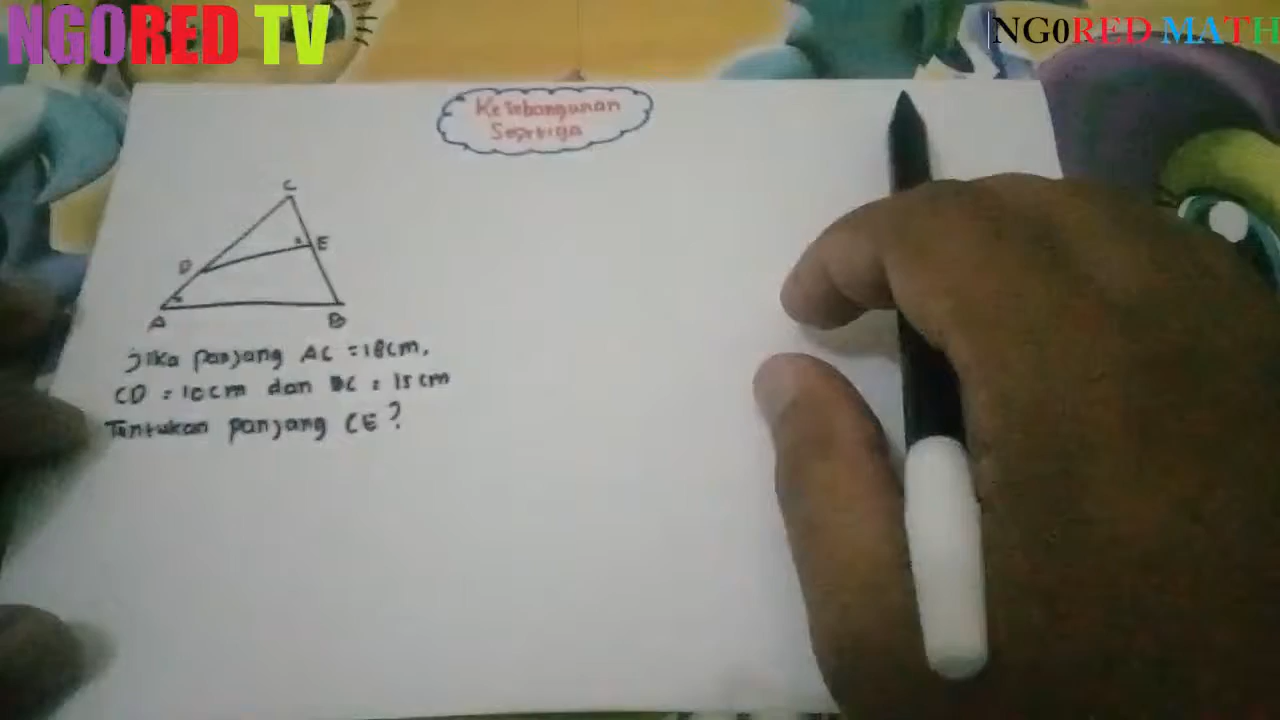 NGORED TV
NG0RED MATH
Kesebangunan
Segitiga
C
E
D
A
B
Jika panjang AC = 18cm,
CD = 10cm dan BC = 15cm
Tentukan panjang CE?